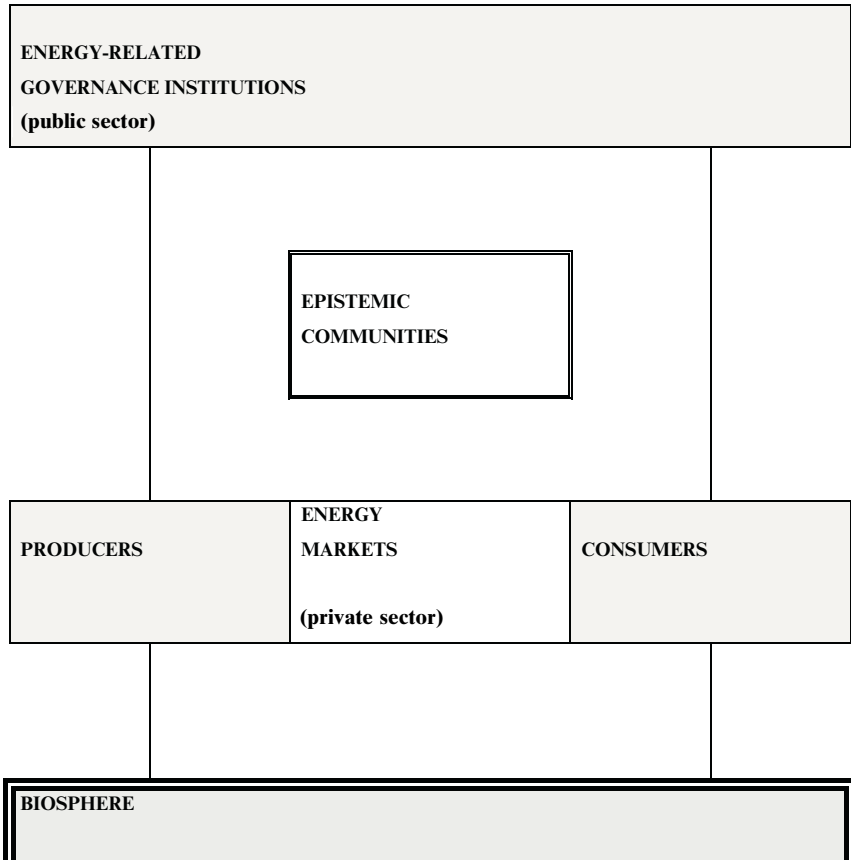 ENERGY-RELATED
GOVERNANCE INSTITUTIONS
(public sector)
EPISTEMIC
COMMUNITIES
PRODUCERS
ENERGY
MARKETS
(private sector)
CONSUMERS
BIOSPHERE